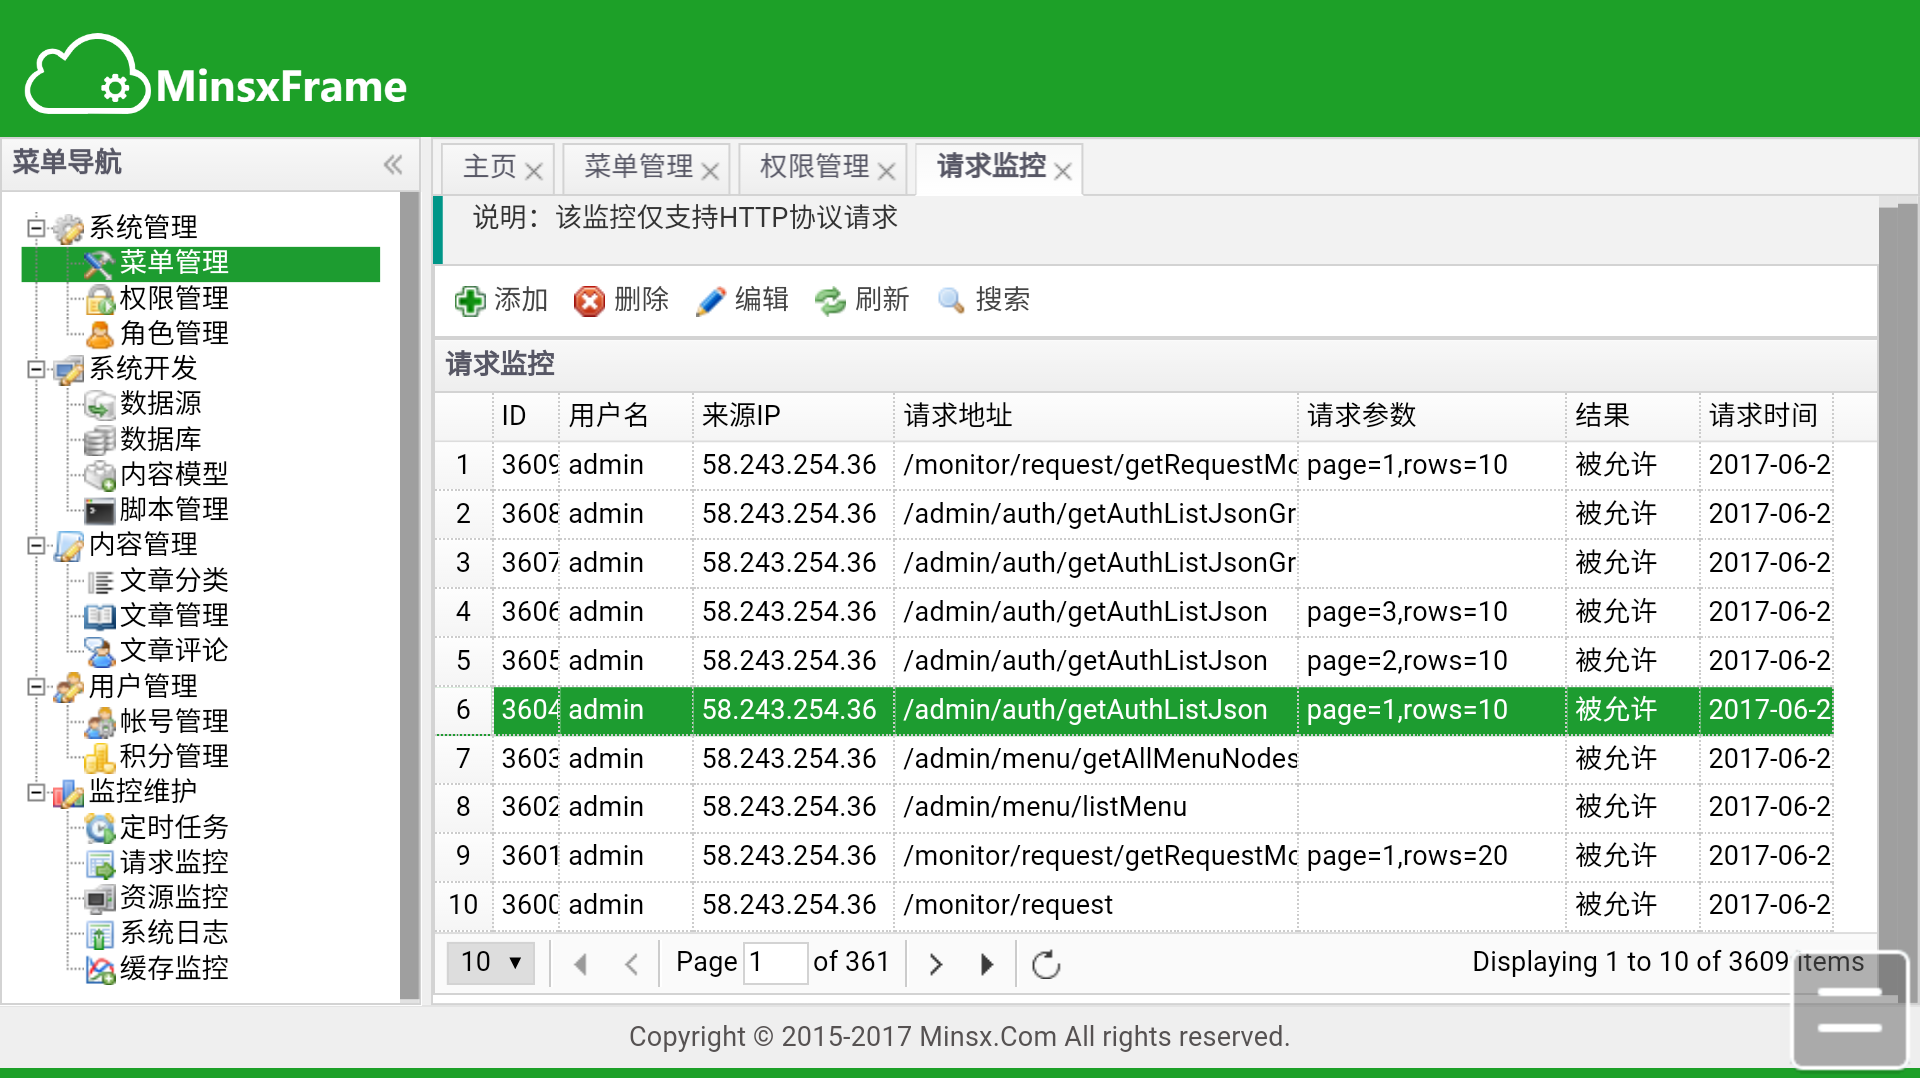 MinsxFrame
菜单导航
主页 菜单管理 权限管理 请求监控
系统管理
菜单管理
权限管理
角色管理
系统开发
数据源
数据库
内容模型
脚本管理
内容管理
文章分类
文章管理
文章评论
用户管理
帐号管理
积分管理
监控维护
定时任务
请求监控
资源监控
系统日志
缓存监控
说明：该监控仅支持HTTP协议请求
添加 删除 编辑 刷新 搜索
请求监控
ID 用户名 来源IP 请求地址 请求参数 结果 请求时间
1 3609 admin 58.243.254.36 /monitor/request/getRequestMo page=1,rows=10 被允许 2017-06-2
2 3608 admin 58.243.254.36 /admin/auth/getAuthListJsonGr 被允许 2017-06-2
3 3607 admin 58.243.254.36 /admin/auth/getAuthListJsonGr 被允许 2017-06-2
4 3606 admin 58.243.254.36 /admin/auth/getAuthListJson page=3,rows=10 被允许 2017-06-2
5 3605 admin 58.243.254.36 /admin/auth/getAuthListJson page=2,rows=10 被允许 2017-06-2
6 3604 admin 58.243.254.36 /admin/auth/getAuthListJson page=1,rows=10 被允许 2017-06-2
7 3603 admin 58.243.254.36 /admin/menu/getAllMenuNodes 被允许 2017-06-2
8 3602 admin 58.243.254.36 /admin/menu/listMenu 被允许 2017-06-2
9 3601 admin 58.243.254.36 /monitor/request/getRequestMo page=1,rows=20 被允许 2017-06-2
10 3600 admin 58.243.254.36 /monitor/request 被允许 2017-06-2
10 Page 1 of 361 Displaying 1 to 10 of 3609 items
Copyright © 2015-2017 Minsx.Com All rights reserved.